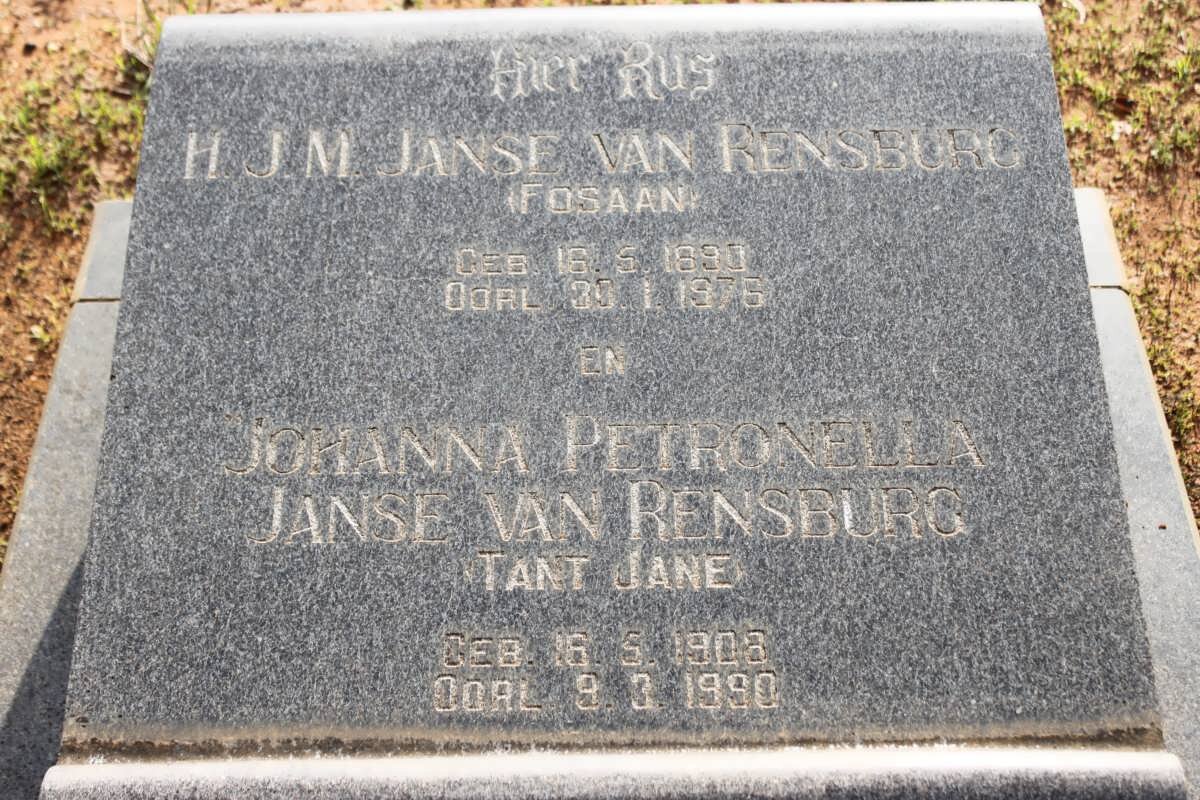 Hier Rus
H. J. M. JANSE VAN RENSBURG
(FOSAAN)
GEB. 16. 5. 1890
OORL. 30. 1. 1975
EN
JOHANNA PETRONELLA
JANSE VAN RENSBURG
(TANT JANE)
GEB. 16. 5. 1908
OORL. 9. 1990